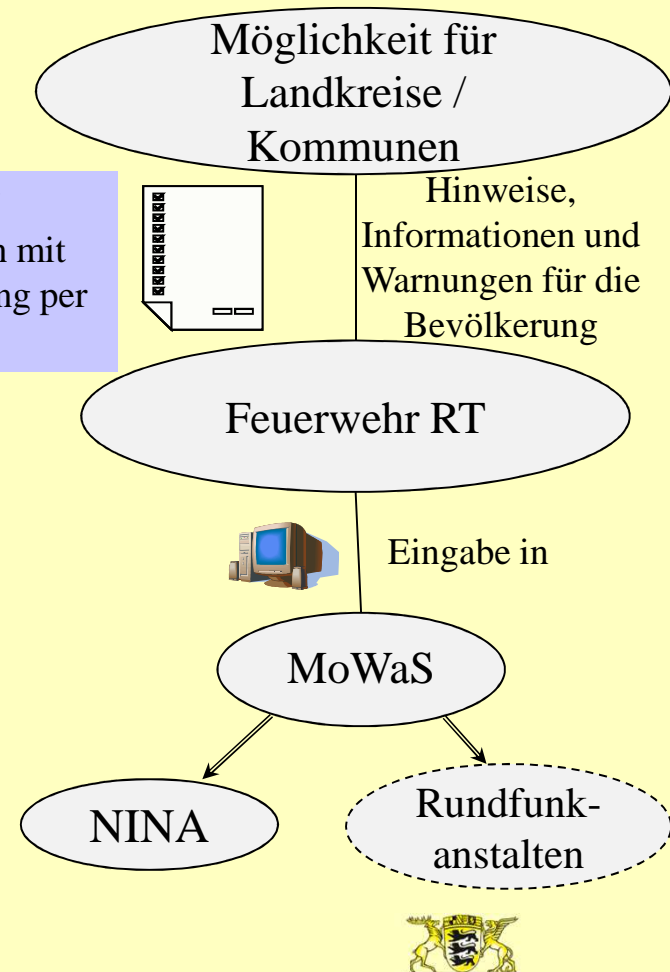 Möglichkeit für
Landkreise /
Kommunen
mit
ng per
Hinweise,
Informationen und
Warnungen für die
Bevölkerung
Feuerwehr RT
Eingabe in
MoWaS
NINA
Rundfunk-
anstalten